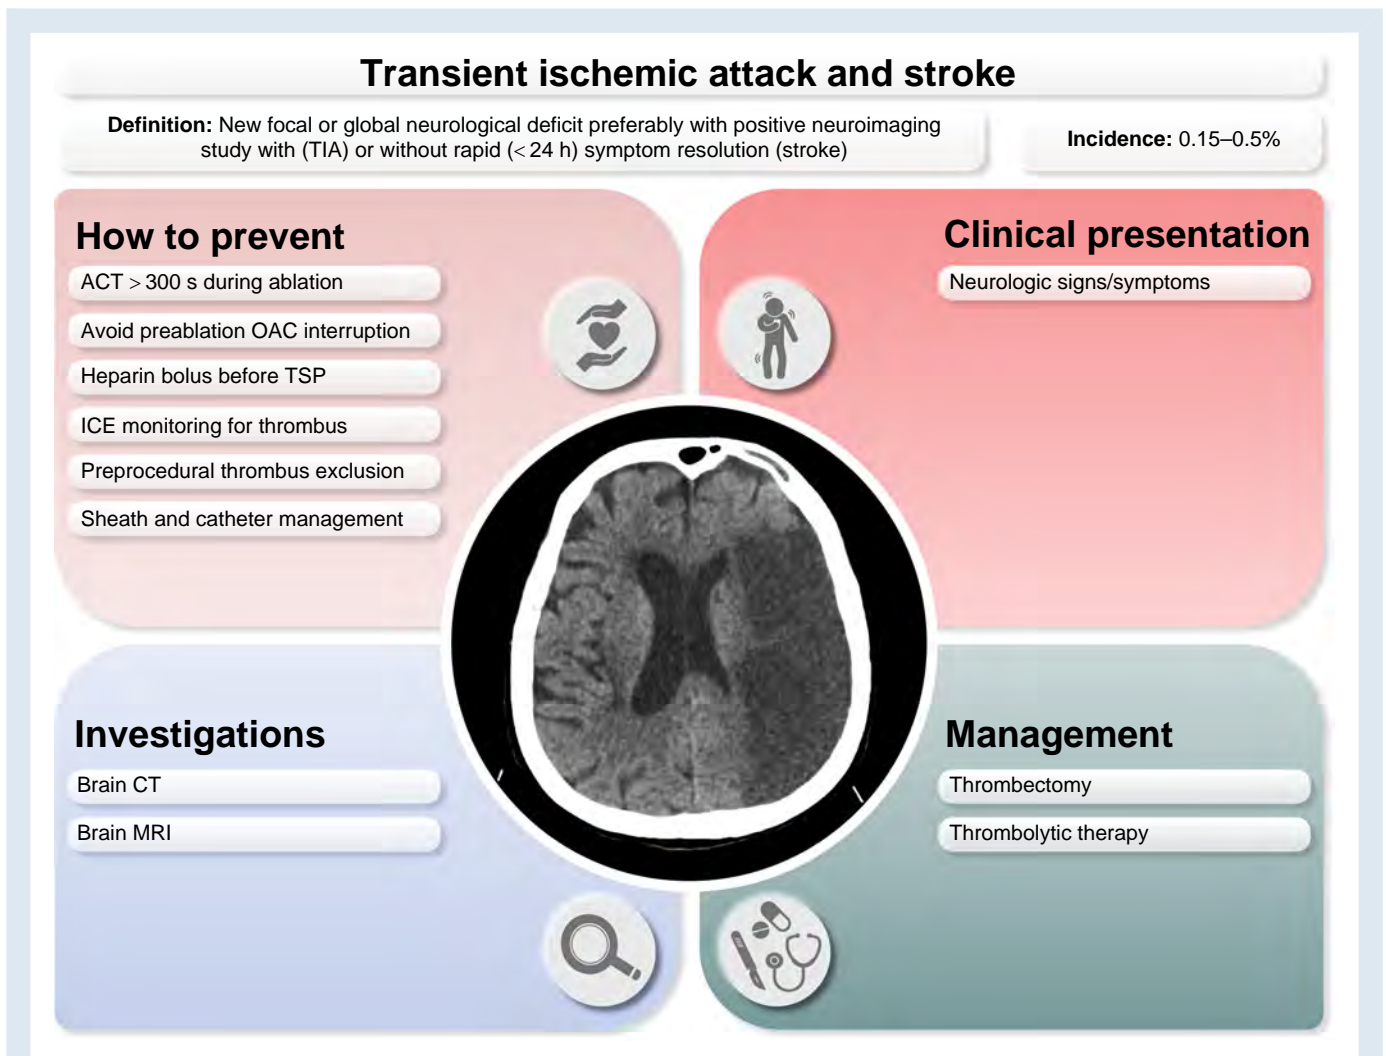 Transient ischemic attack and stroke
Definition: New focal or global neurological deficit preferably with positive neuroimaging
study with (TIA) or without rapid (< 24 h) symptom resolution (stroke)
Incidence: 0.15–0.5%
How to prevent
ACT > 300 s during ablation
Avoid preablation OAC interruption
Heparin bolus before TSP
ICE monitoring for thrombus
Preprocedural thrombus exclusion
Sheath and catheter management
Clinical presentation
Neurologic signs/symptoms
Investigations
Brain CT
Brain MRI
Management
Thrombectomy
Thrombolytic therapy